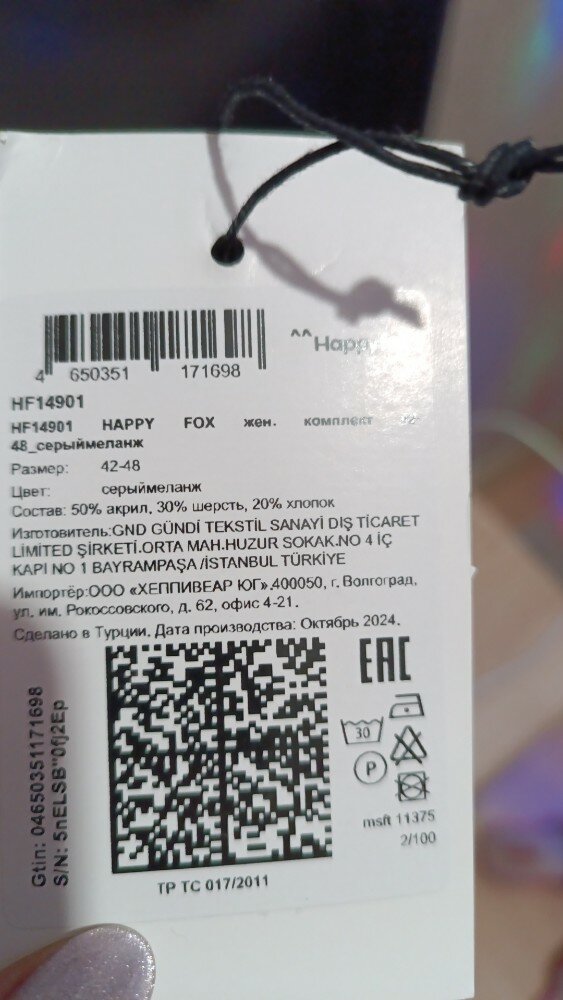 ^^Happ
4 650351 171698
HF14901
HF14901 HAPPY FOX жен. комплект 42-
48_серыймеланж
Размер: 42-48
Цвет: серыймеланж
Состав: 50% акрил, 30% шерсть, 20% хлопок
Изготовитель:GND GÜNDİ TEKSTİL SANAYİ DIŞ TİCARET
LİMİTED ŞİRKETİ.ORTA MAH.HUZUR SOKAK.NO 4 İÇ
KAPI NO 1 BAYRAMPAŞA /İSTANBUL TÜRKİYE
Импортёр:ООО «ХЕППИВЕАР ЮГ»,400050, г. Волгоград,
ул. им. Рокоссовского, д. 62, офис 4-21.
Сделано в Турции. Дата производства: Октябрь 2024.
Gtin: 04650351171698
S/N: 5nELSB"0fj2Ep
EAC
30
P
msft 11375
2/100
ТР ТС 017/2011